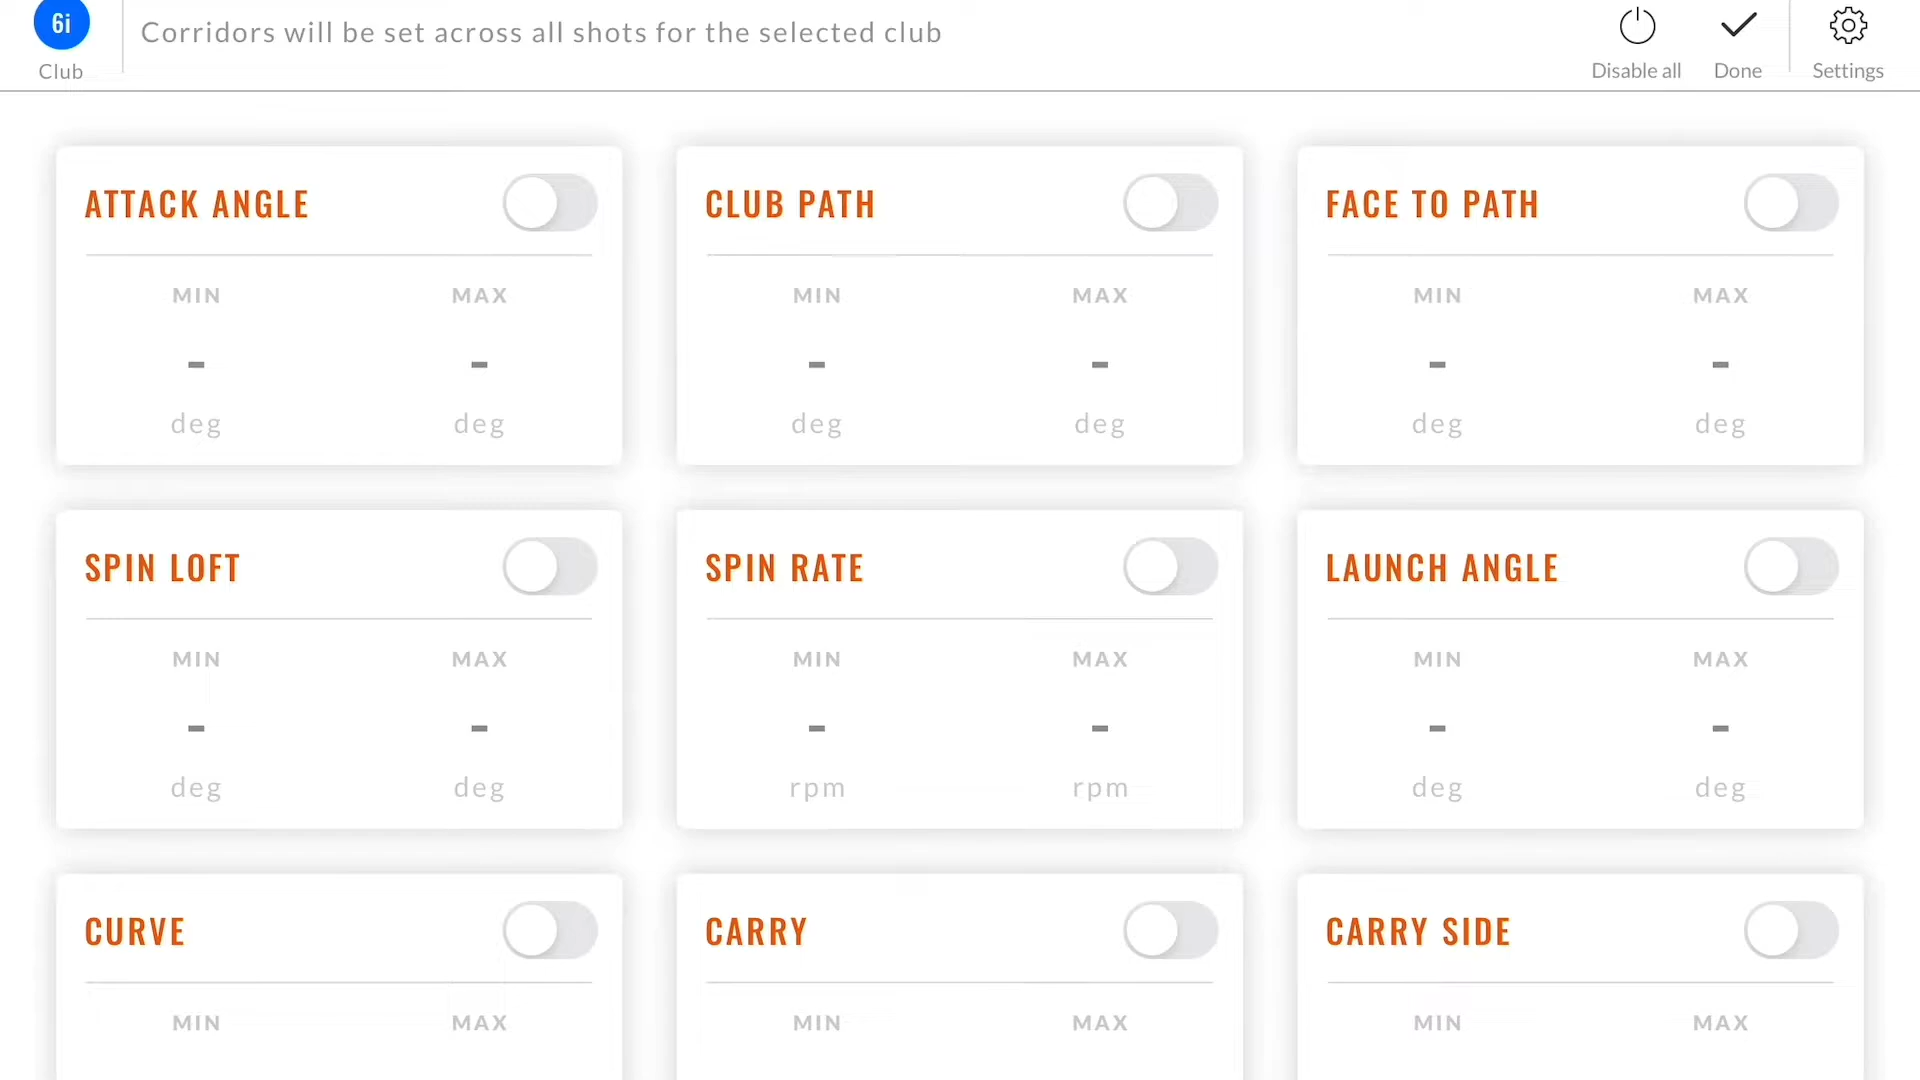 6i
Club
Corridors will be set across all shots for the selected club
Disable all
Done
Settings
ATTACK ANGLE
MIN MAX
- -
deg deg
CLUB PATH
MIN MAX
- -
deg deg
FACE TO PATH
MIN MAX
- -
deg deg
SPIN LOFT
MIN MAX
- -
deg deg
SPIN RATE
MIN MAX
- -
rpm rpm
LAUNCH ANGLE
MIN MAX
- -
deg deg
CURVE
MIN MAX
CARRY
MIN MAX
CARRY SIDE
MIN MAX